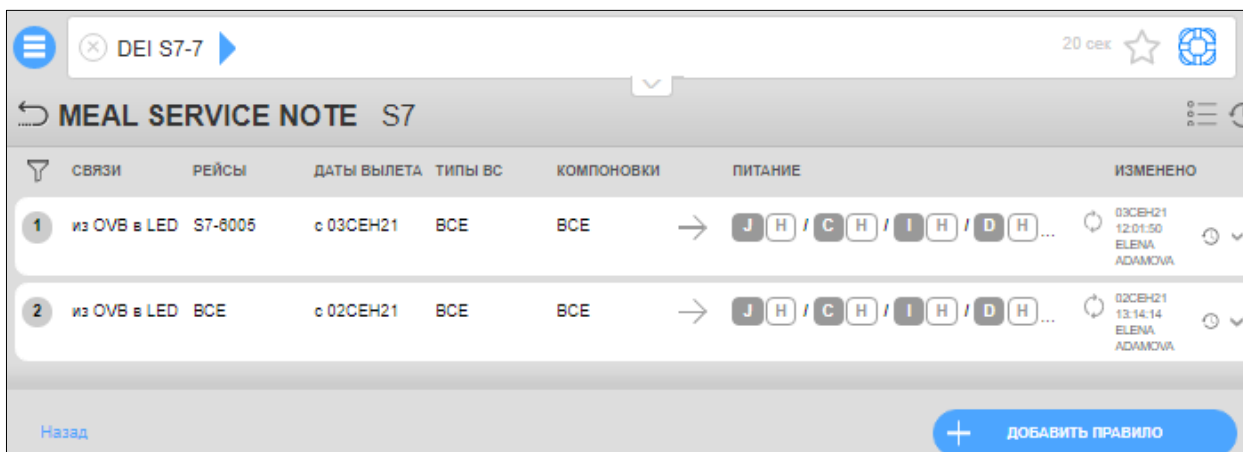 DEI S7-7 20 сек
MEAL SERVICE NOTE S7
СВЯЗИ РЕЙСЫ ДАТЫ ВЫЛЕТА ТИПЫ ВС КОМПОНОВКИ ПИТАНИЕ ИЗМЕНЕНО
1 из OVB в LED S7-6005 с 03СЕН21 ВСЕ ВСЕ J H / C H / I H / D H ...
03СЕН21
12:01:50
ELENA
ADAMOVA
2 из OVB в LED ВСЕ с 02СЕН21 ВСЕ ВСЕ J H / C H / I H / D H ...
02СЕН21
13:14:14
ELENA
ADAMOVA
Назад ДОБАВИТЬ ПРАВИЛО